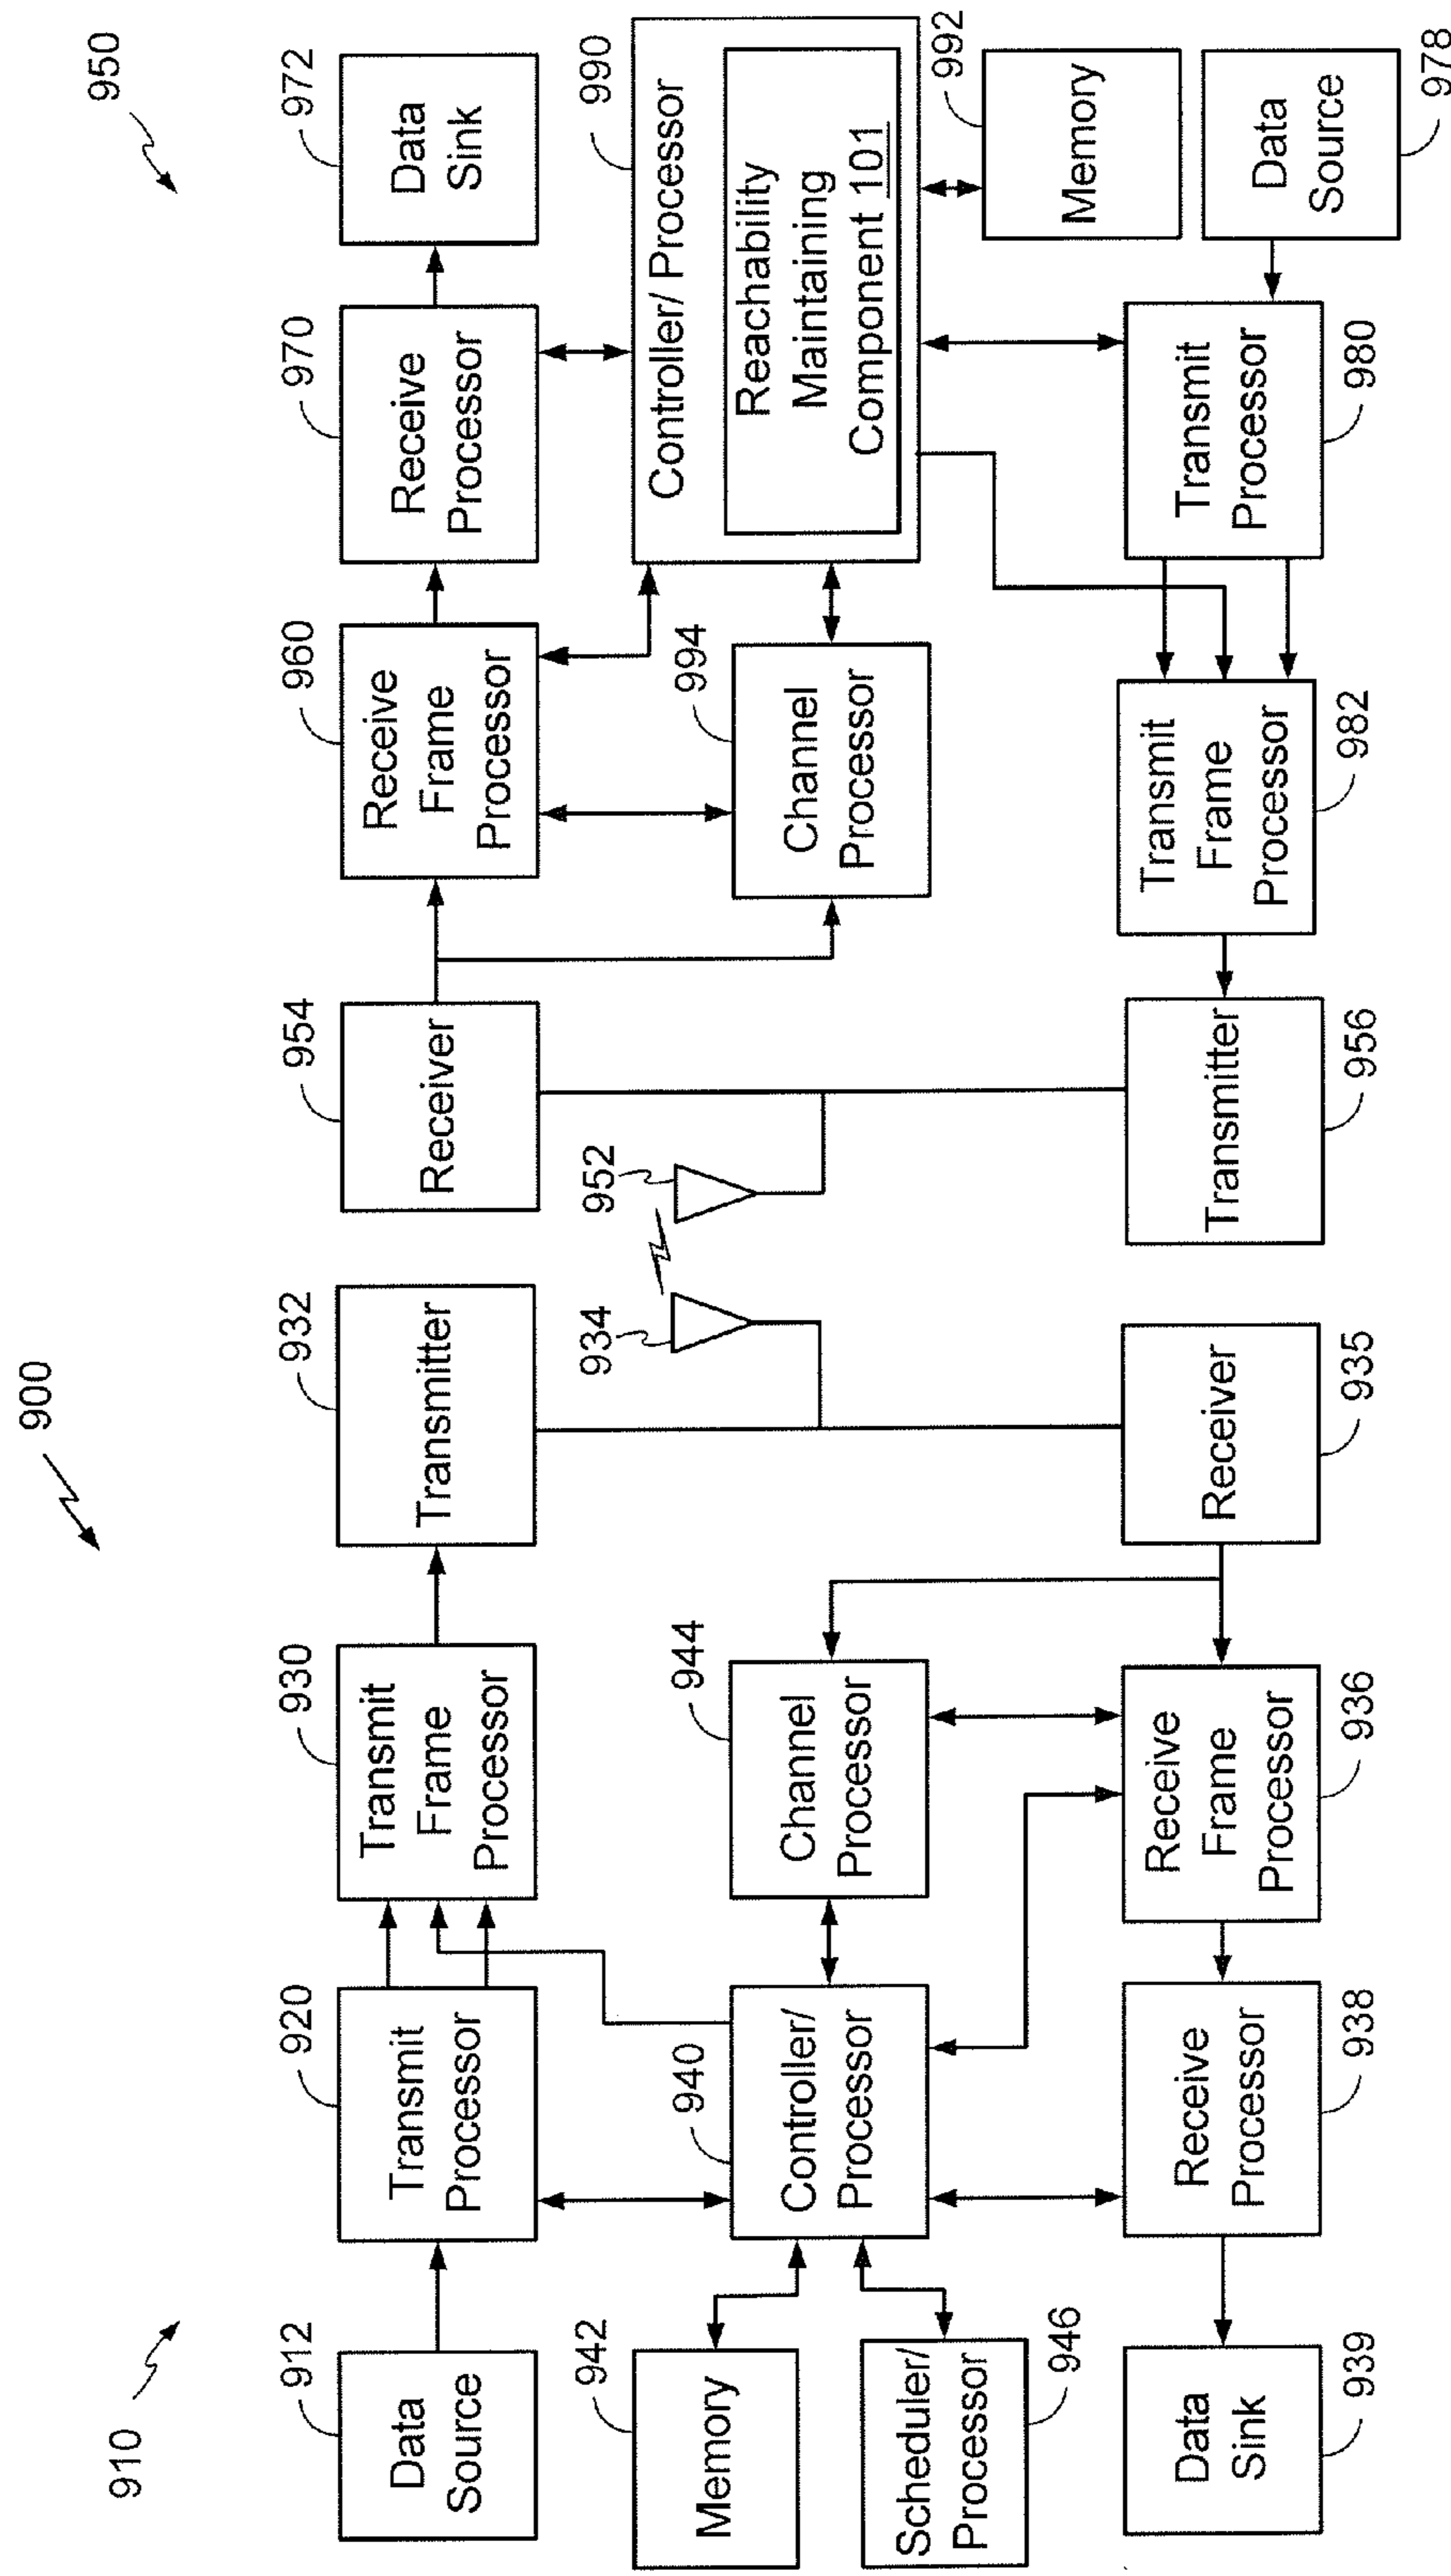 900
910
950
912
Data
Source
920
Transmit
Processor
930
Transmit
Frame
Processor
932
Transmitter
954
Receiver
960
Receive
Frame
Processor
970
Receive
Processor
972
Data
Sink
942
Memory
940
Controller/
Processor
944
Channel
Processor
934
952
994
Channel
Processor
990
Controller/ Processor
Reachability
Maintaining
Component 101
Scheduler/
Processor
946
992
Memory
Data
Sink
939
Receive
Processor
938
Receive
Frame
Processor
936
Receiver
935
Transmitter
956
Transmit
Frame
Processor
982
Transmit
Processor
980
Data
Source
978